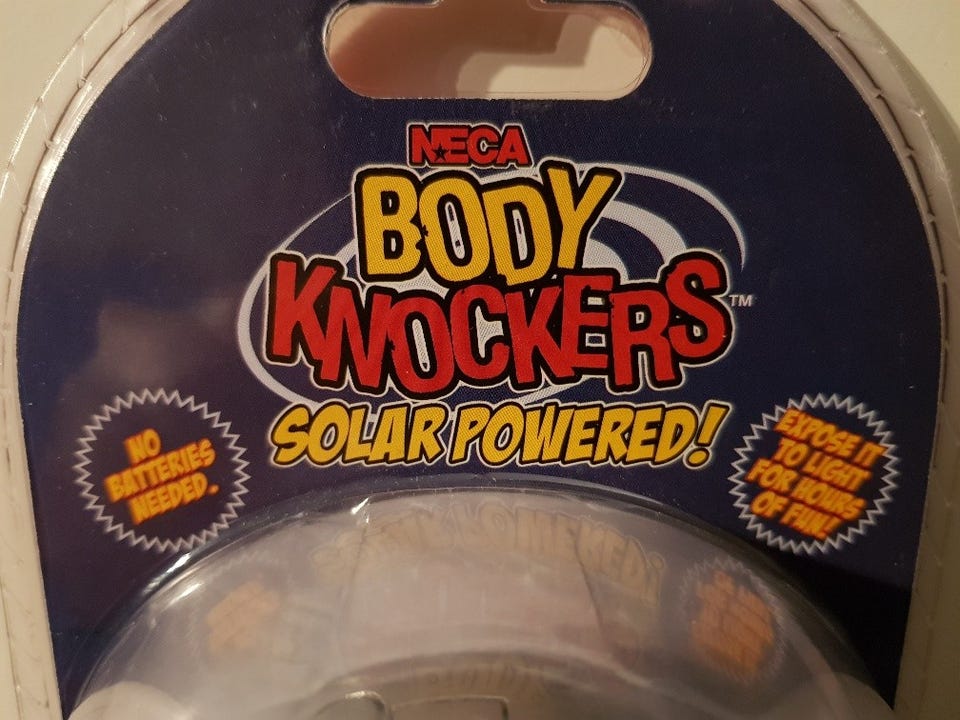 NECA
BODY
KNOCKERS™
SOLAR POWERED!
NO
BATTERIES
NEEDED.
EXPOSE IT
TO LIGHT
FOR HOURS
OF FUN!